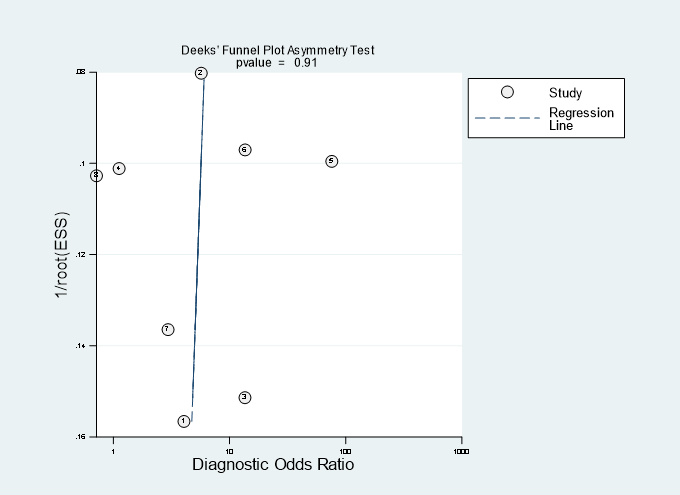 Deeks' Funnel Plot Asymmetry Test
pvalue = 0.91
.08
.1
.12
.14
.16
1/root(ESS)
2
6
5
4
8
7
3
1
1
10
100
1000
Diagnostic Odds Ratio
Study
Regression
Line